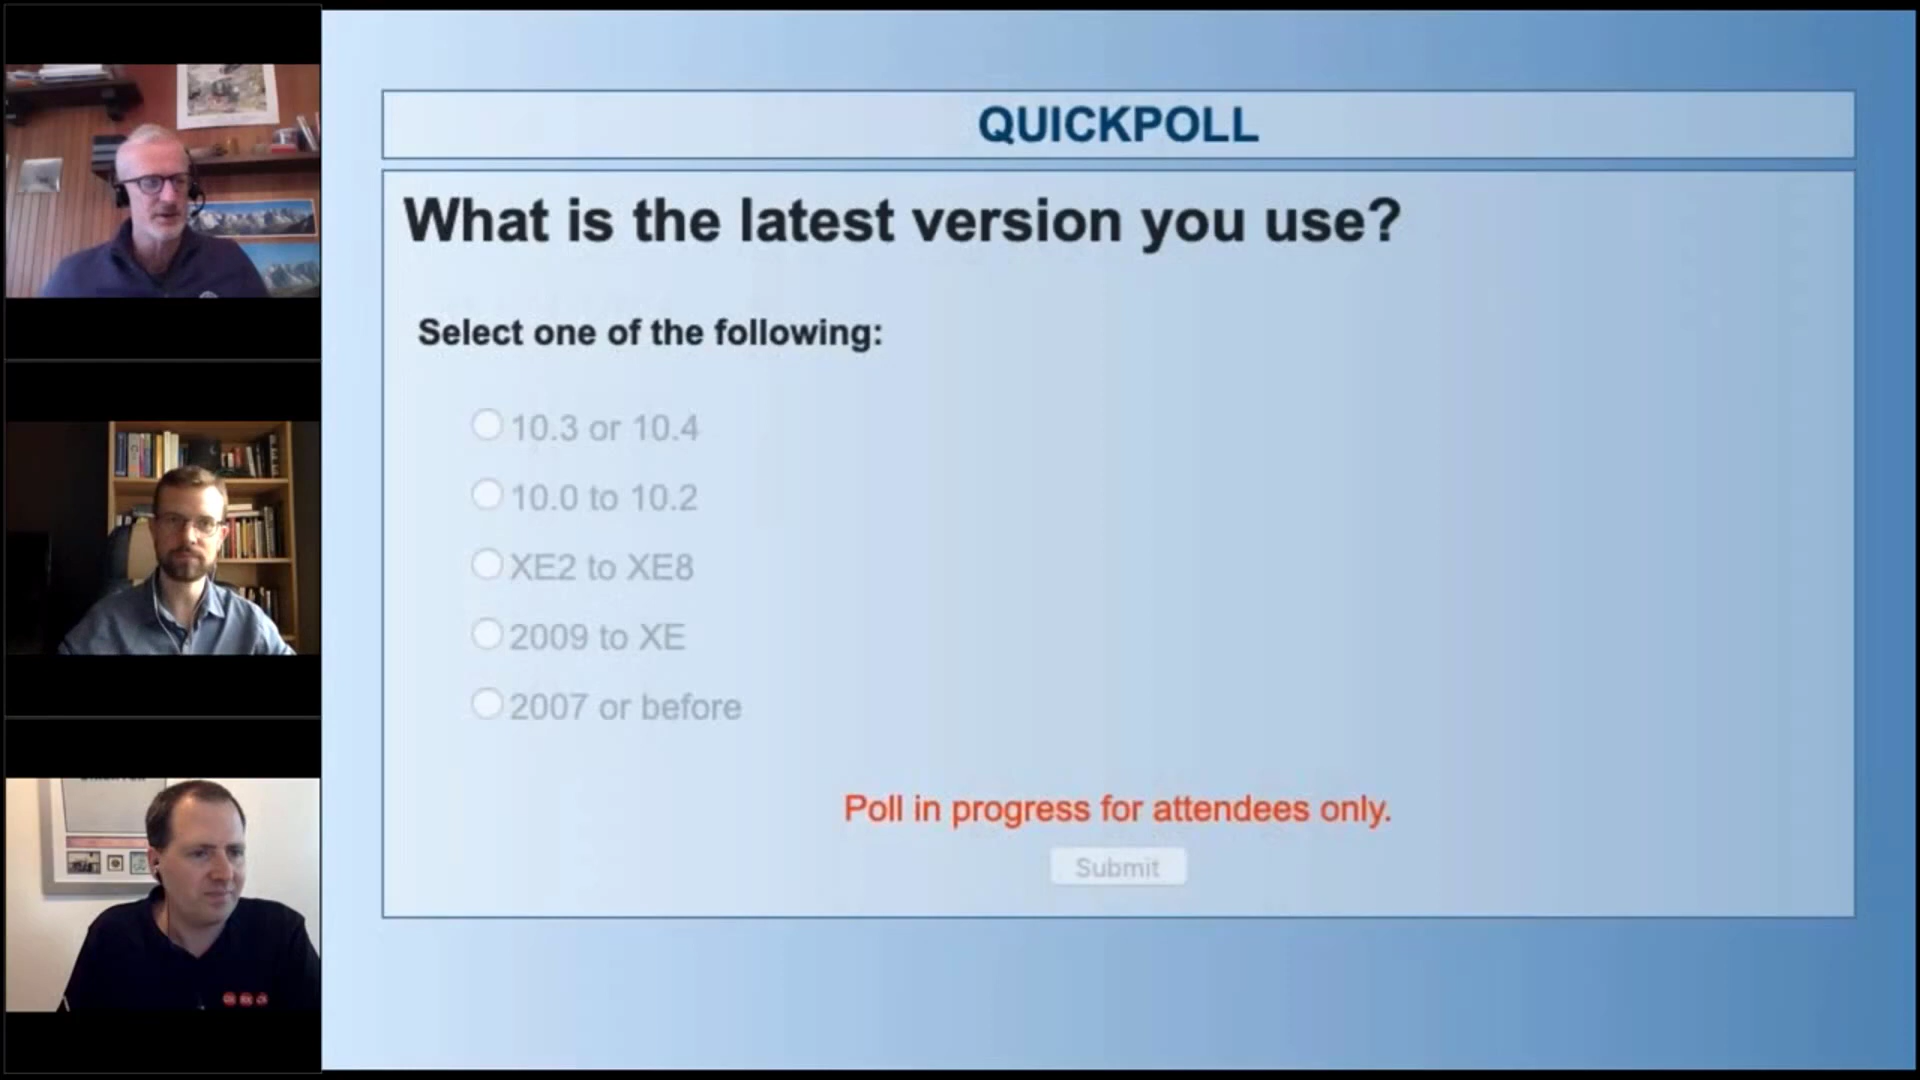 QUICKPOLL
What is the latest version you use?
Select one of the following:
10.3 or 10.4
10.0 to 10.2
XE2 to XE8
2009 to XE
2007 or before
Poll in progress for attendees only.
Submit